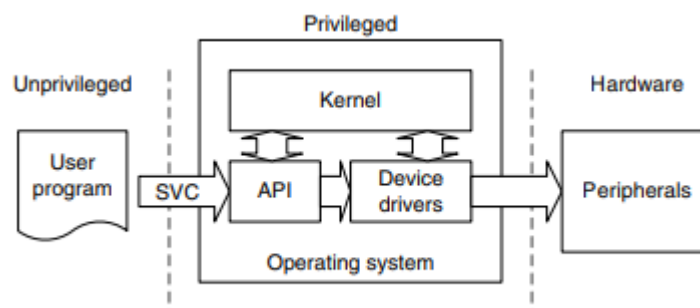 Privileged
Unprivileged
Hardware
Kernel
User
program
SVC
API
Device
drivers
Peripherals
Operating system